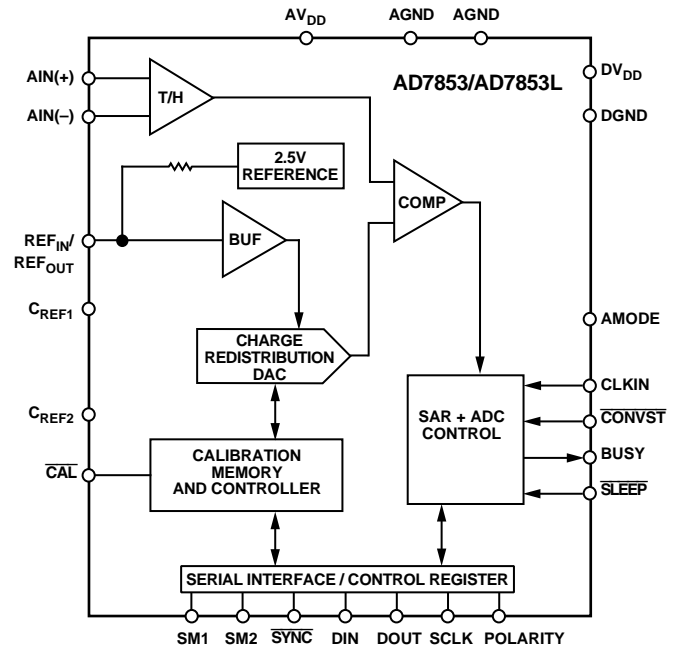 AVDD AGND AGND
AIN(+)
AIN(–)
T/H
AD7853/AD7853L
DVDD
DGND
2.5V
REFERENCE
COMP
REFIN/
REFOUT
BUF
CREF1
CHARGE
REDISTRIBUTION
DAC
AMODE
CREF2
CAL
CALIBRATION
MEMORY
AND CONTROLLER
SAR + ADC
CONTROL
CLKIN
CONVST
BUSY
SLEEP
SERIAL INTERFACE / CONTROL REGISTER
SM1 SM2 SYNC DIN DOUT SCLK POLARITY